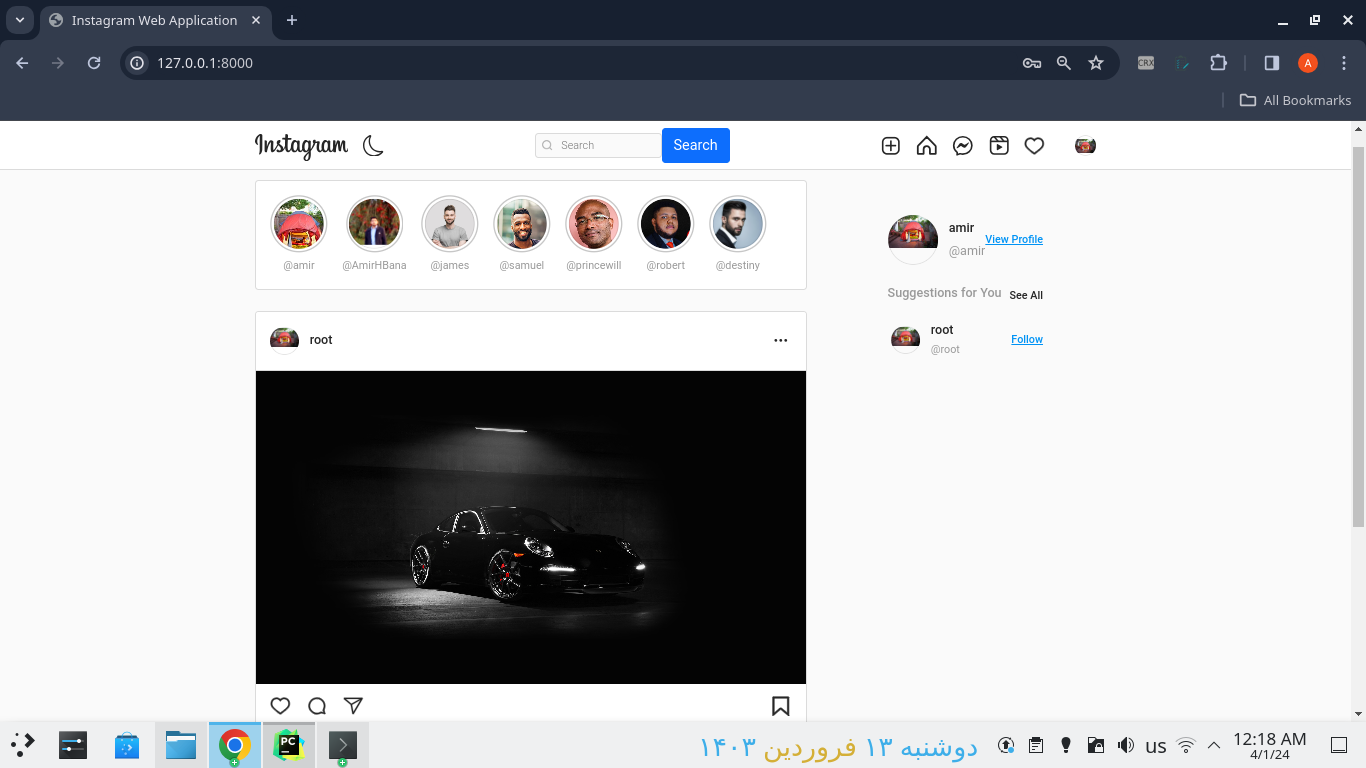 Instagram Web Application
127.0.0.1:8000
CRX
A
All Bookmarks
Instagram
Search
Search
@amir
@AmirHBana
@james
@samuel
@princewill
@robert
@destiny
amir
@amir
View Profile
Suggestions for You
See All
root
@root
Follow
root
PC
دوشنبه ۱۳ فروردین ۱۴۰۳
us
12:18 AM
4/1/24